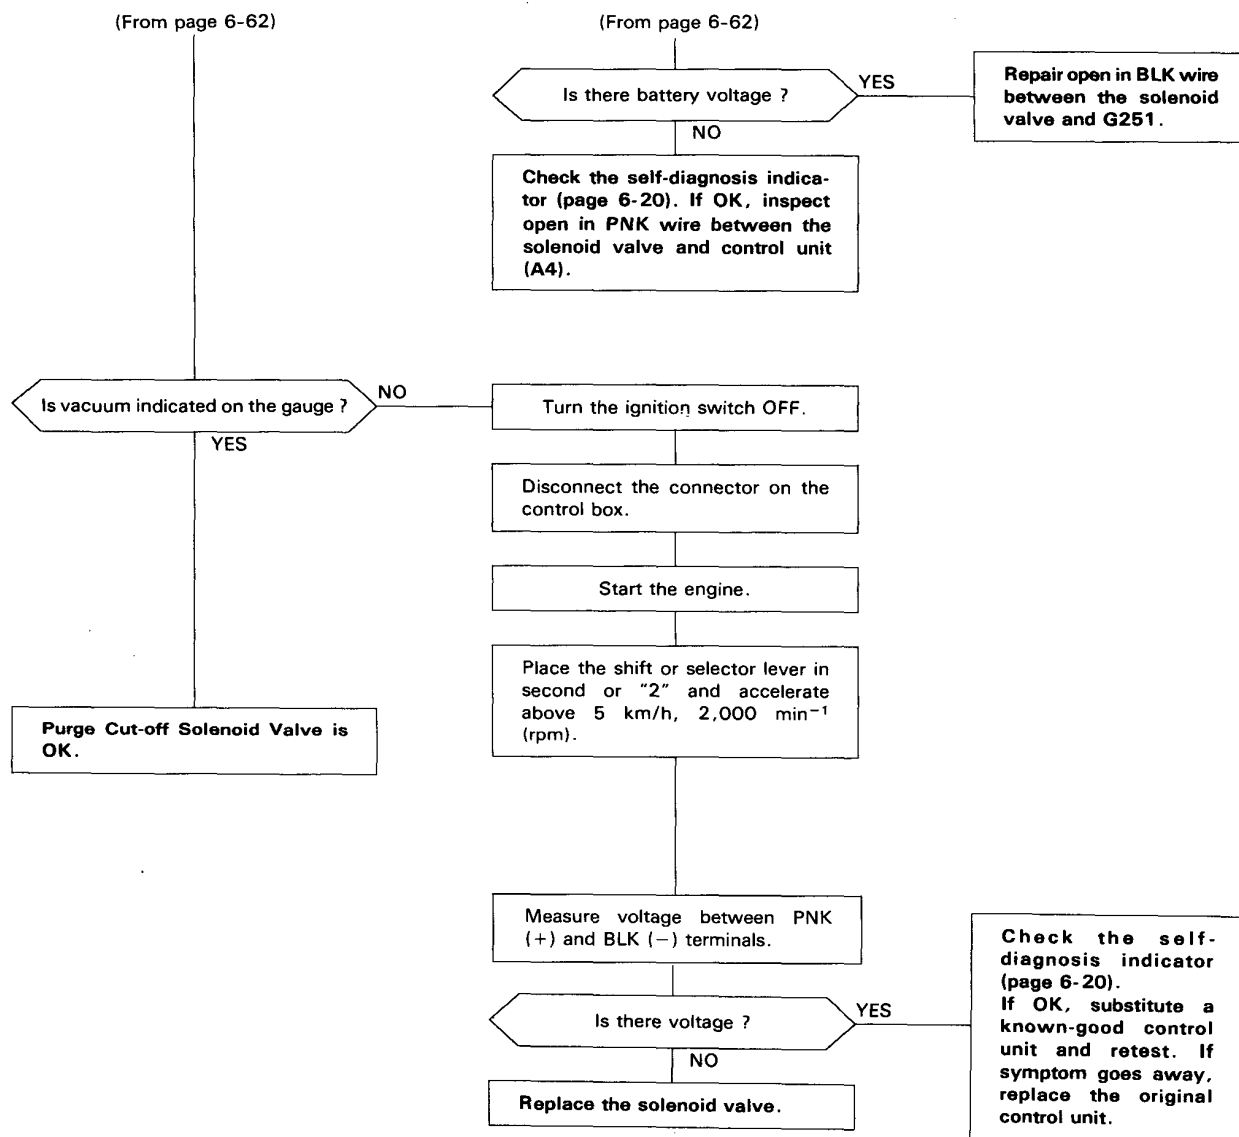 (From page 6-62)
(From page 6-62)
Is there battery voltage ?
YES
Repair open in BLK wire
between the solenoid
valve and G251.
NO
Check the self-diagnosis indica-
tor (page 6-20). If OK, inspect
open in PNK wire between the
solenoid valve and control unit
(A4).
Is vacuum indicated on the gauge ?
NO
Turn the ignition switch OFF.
YES
Disconnect the connector on the
control box.
Start the engine.
Place the shift or selector lever in
second or "2" and accelerate
above 5 km/h, 2,000 min⁻¹
(rpm).
Purge Cut-off Solenoid Valve is
OK.
Measure voltage between PNK
(+) and BLK (−) terminals.
Is there voltage ?
YES
Check the self-
diagnosis indicator
(page 6-20).
If OK, substitute a
known-good control
unit and retest. If
symptom goes away,
replace the original
control unit.
NO
Replace the solenoid valve.